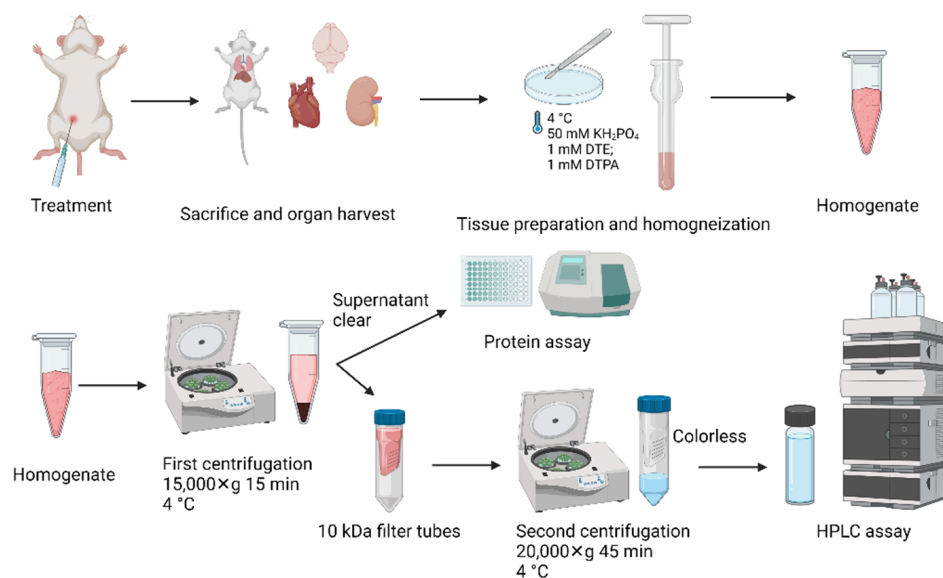 4 °C
50 mM KH₂PO₄
1 mM DTE;
1 mM DTPA
Treatment
Sacrifice and organ harvest
Tissue preparation and homogneization
Homogenate
Supernatant
clear
Protein assay
Colorless
Homogenate
First centrifugation
15,000×g 15 min
4 °C
10 kDa filter tubes
Second centrifugation
20,000×g 45 min
4 °C
HPLC assay